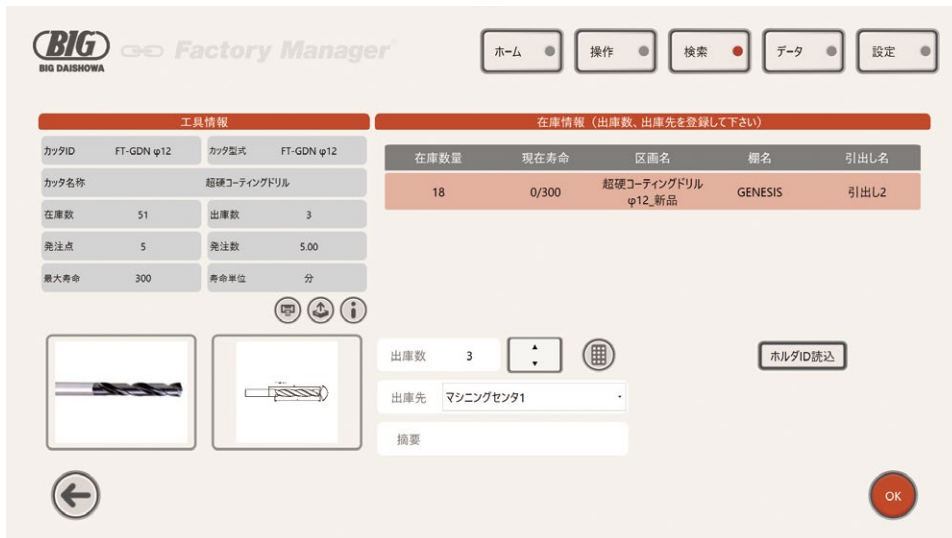 BIG
BIG DAISHOWA
Factory Manager
ホーム
操作
検索
データ
設定
工具情報
カッタID FT-GDN φ12 カッタ型式 FT-GDN φ12
カッタ名称 超硬コーティングドリル
在庫数 51 出庫数 3
発注点 5 発注数 5.00
最大寿命 300 寿命単位 分
在庫情報（出庫数、出庫先を登録して下さい）
在庫数量 現在寿命 区画名 棚名 引出し名
18 0/300 超硬コーティングドリル GENESIS 引出し2
φ12_新品
出庫数 3
ホルダID読込
出庫先 マシニングセンタ1
摘要
OK